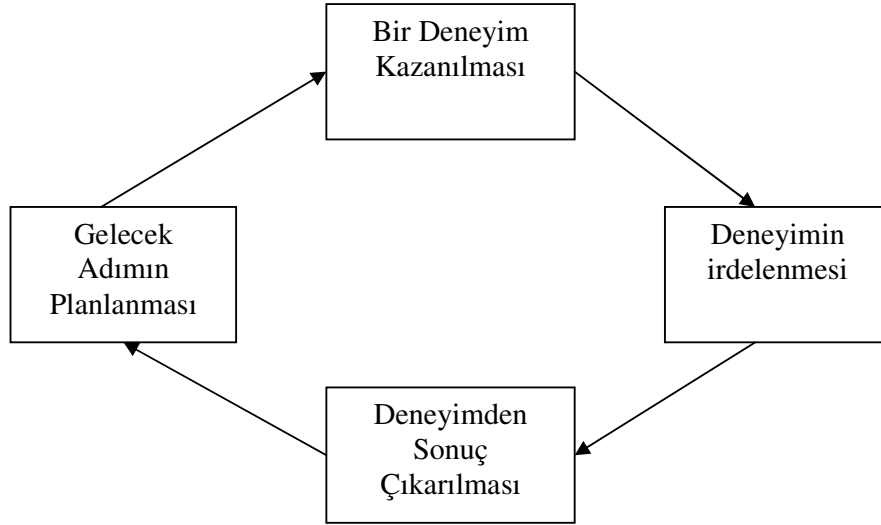 Bir Deneyim
Kazanılması
Gelecek
Adımın
Planlanması
Deneyimin
irdelenmesi
Deneyimden
Sonuç
Çıkarılması